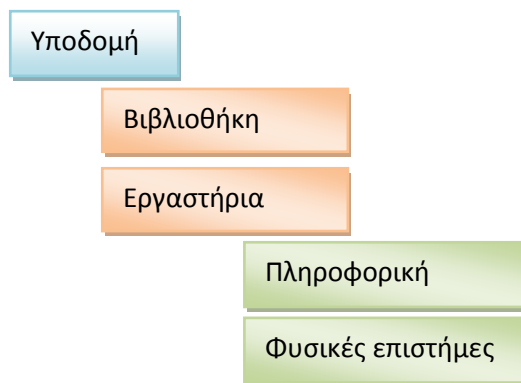 Υποδομή
Βιβλιοθήκη
Εργαστήρια
Πληροφορική
Φυσικές επιστήμες